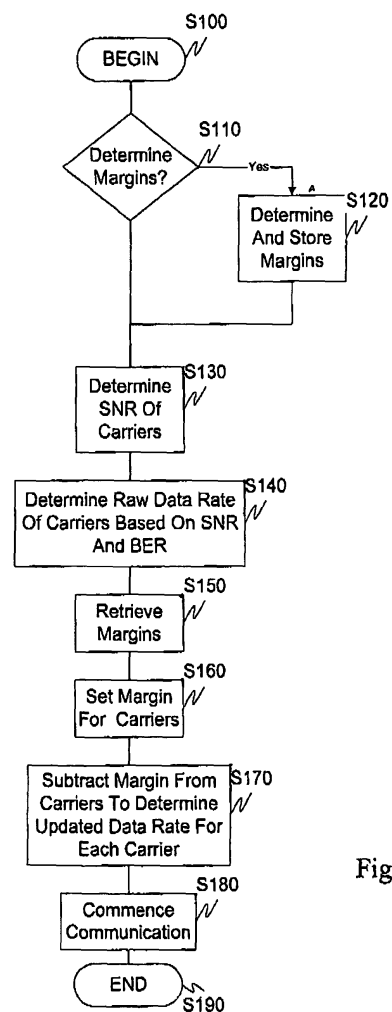 S100
BEGIN
S110
Determine
Margins?
Yes
S120
Determine
And Store
Margins
S130
Determine
SNR Of
Carriers
S140
Determine Raw Data Rate
Of Carriers Based On SNR
And BER
S150
Retrieve
Margins
S160
Set Margin
For Carriers
S170
Subtract Margin From
Carriers To Determine
Updated Data Rate For
Each Carrier
Fig
S180
Commence
Communication
END
S190